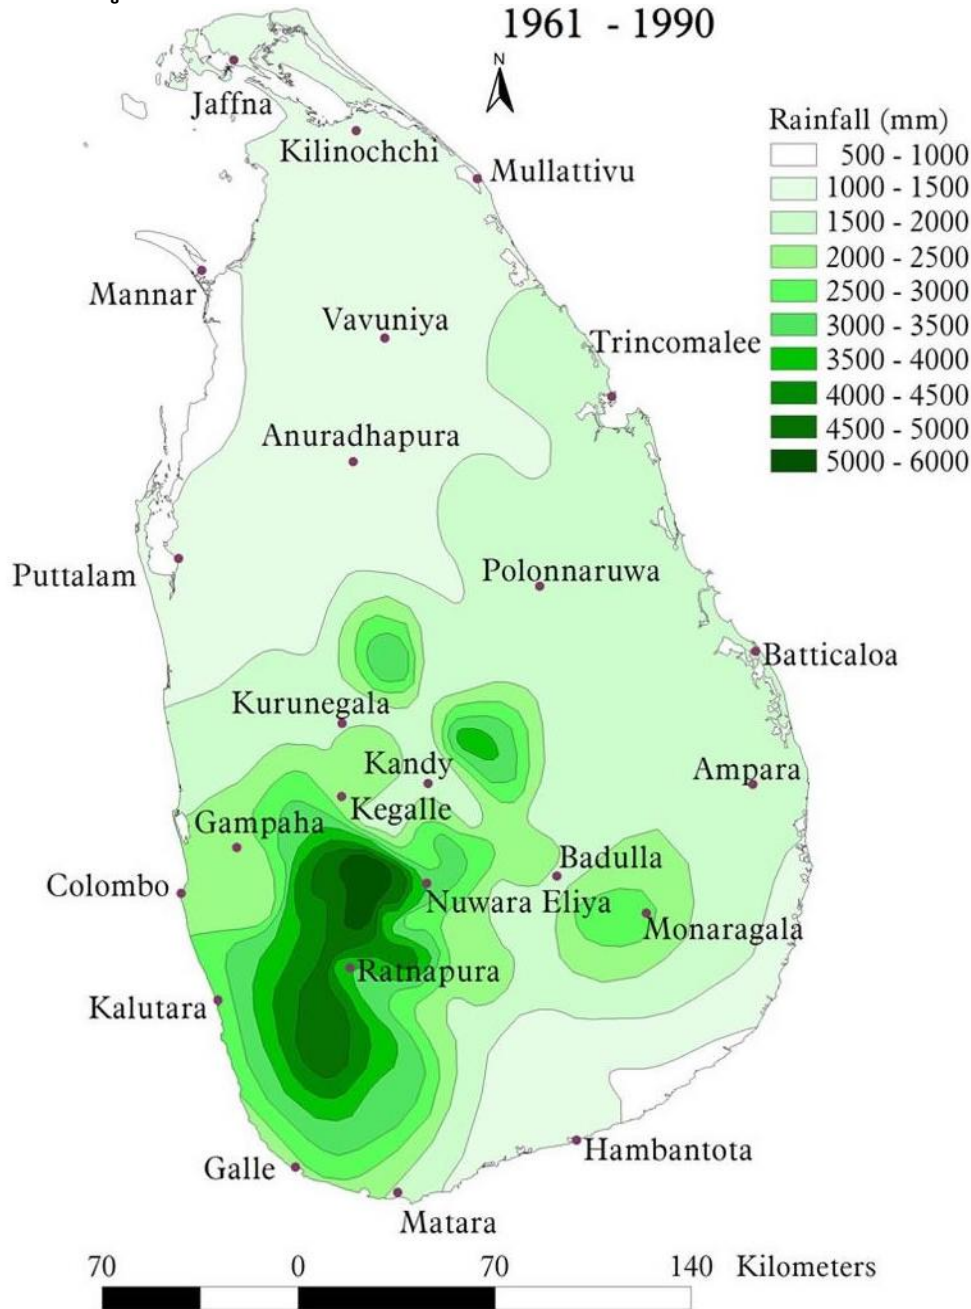 1961 - 1990
N
Rainfall (mm)
500 - 1000
1000 - 1500
1500 - 2000
2000 - 2500
2500 - 3000
3000 - 3500
3500 - 4000
4000 - 4500
4500 - 5000
5000 - 6000
Jaffna
Kilinochchi
Mullattivu
Mannar
Vavuniya
Trincomalee
Anuradhapura
Puttalam
Polonnaruwa
Batticaloa
Kurunegala
Kandy
Ampara
Kegalle
Gampaha
Badulla
Colombo
Nuwara Eliya
Monaragala
Ratnapura
Kalutara
Hambantota
Galle
Matara
70 0 70 140 Kilometers